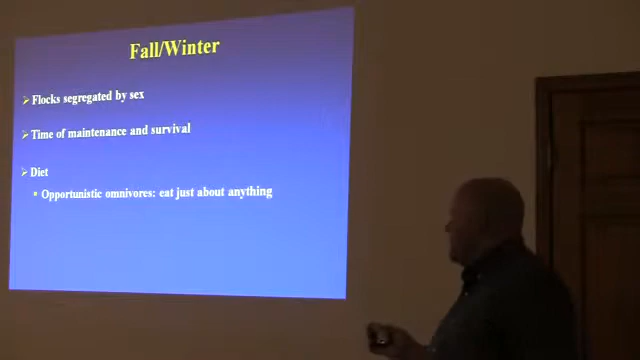 Fall/Winter
Flocks segregated by sex
Time of maintenance and survival
Diet
Opportunistic omnivores: eat just about anything